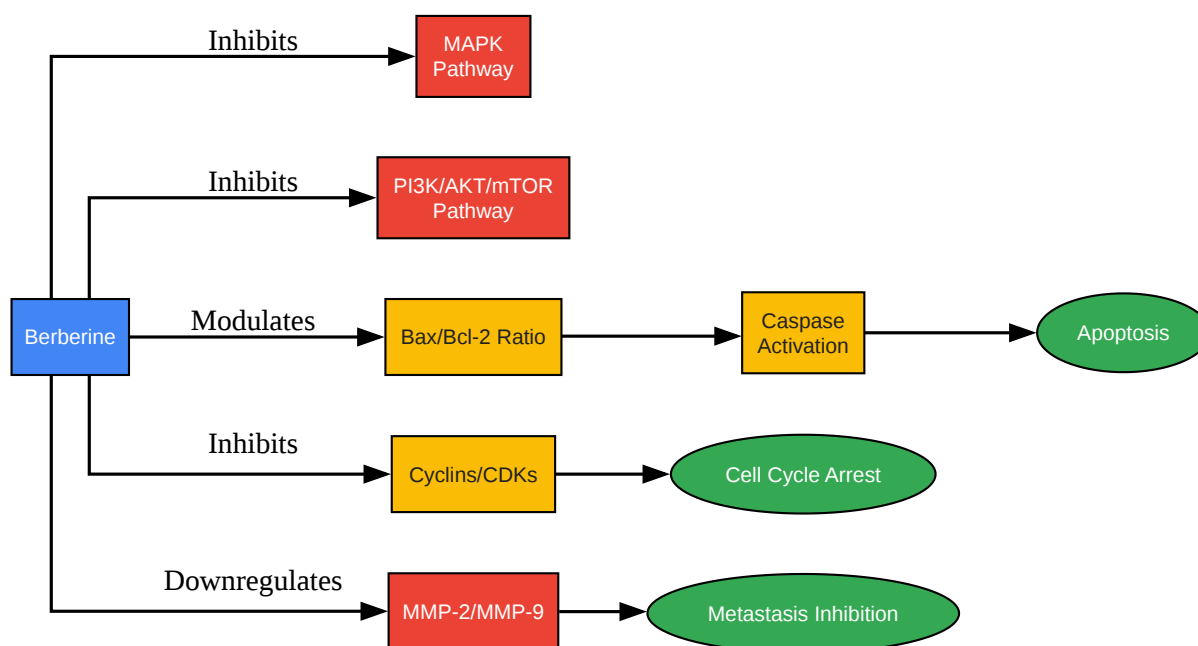 Inhibits
MAPK
Pathway
Inhibits
PI3K/AKT/mTOR
Pathway
Berberine
Modulates
Bax/Bcl-2 Ratio
Caspase
Activation
Apoptosis
Inhibits
Cyclins/CDKs
Cell Cycle Arrest
Downregulates
MMP-2/MMP-9
Metastasis Inhibition